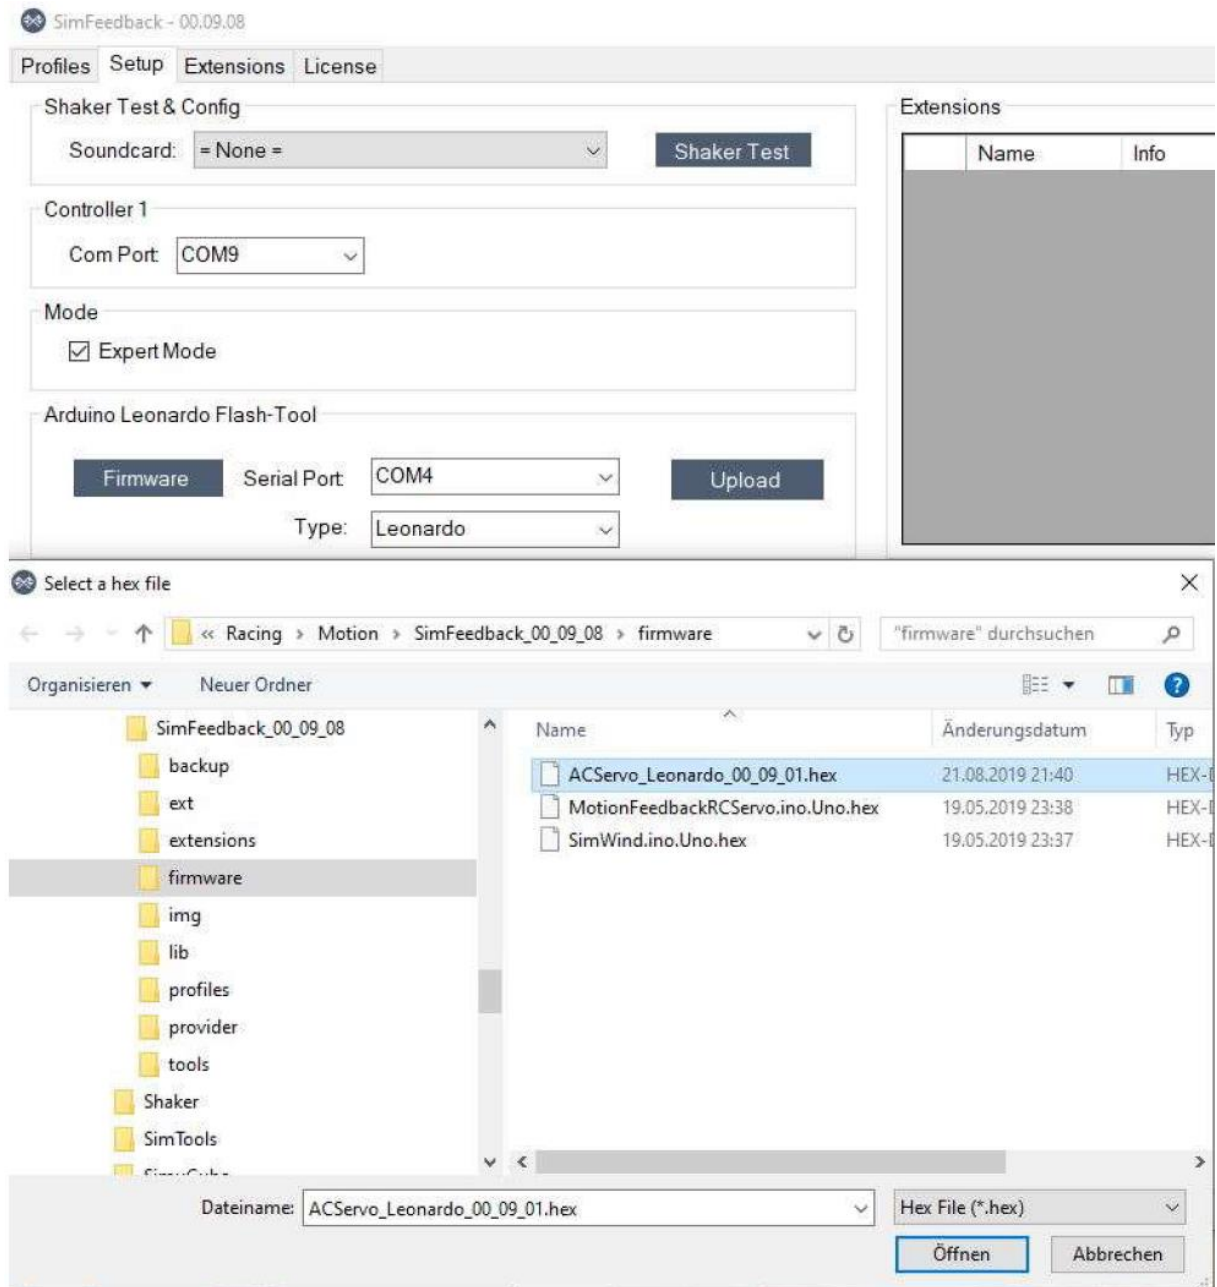 SimFeedback - 00.09.08
Profiles Setup Extensions License
Shaker Test & Config
Soundcard: = None = Shaker Test
Extensions
Name Info
Controller 1
Com Port: COM9
Mode
Expert Mode
Arduino Leonardo Flash-Tool
Firmware Serial Port: COM4 Upload
Type: Leonardo
Select a hex file
« Racing › Motion › SimFeedback_00_09_08 › firmware "firmware" durchsuchen
Organisieren Neuer Ordner
SimFeedback_00_09_08
backup
ext
extensions
firmware
img
lib
profiles
provider
tools
Shaker
SimTools
Name Änderungsdatum Typ
ACServo_Leonardo_00_09_01.hex 21.08.2019 21:40 HEX-
MotionFeedbackRCServo.ino.Uno.hex 19.05.2019 23:38 HEX-
SimWind.ino.Uno.hex 19.05.2019 23:37 HEX-
Dateiname: ACServo_Leonardo_00_09_01.hex Hex File (*.hex)
Öffnen Abbrechen